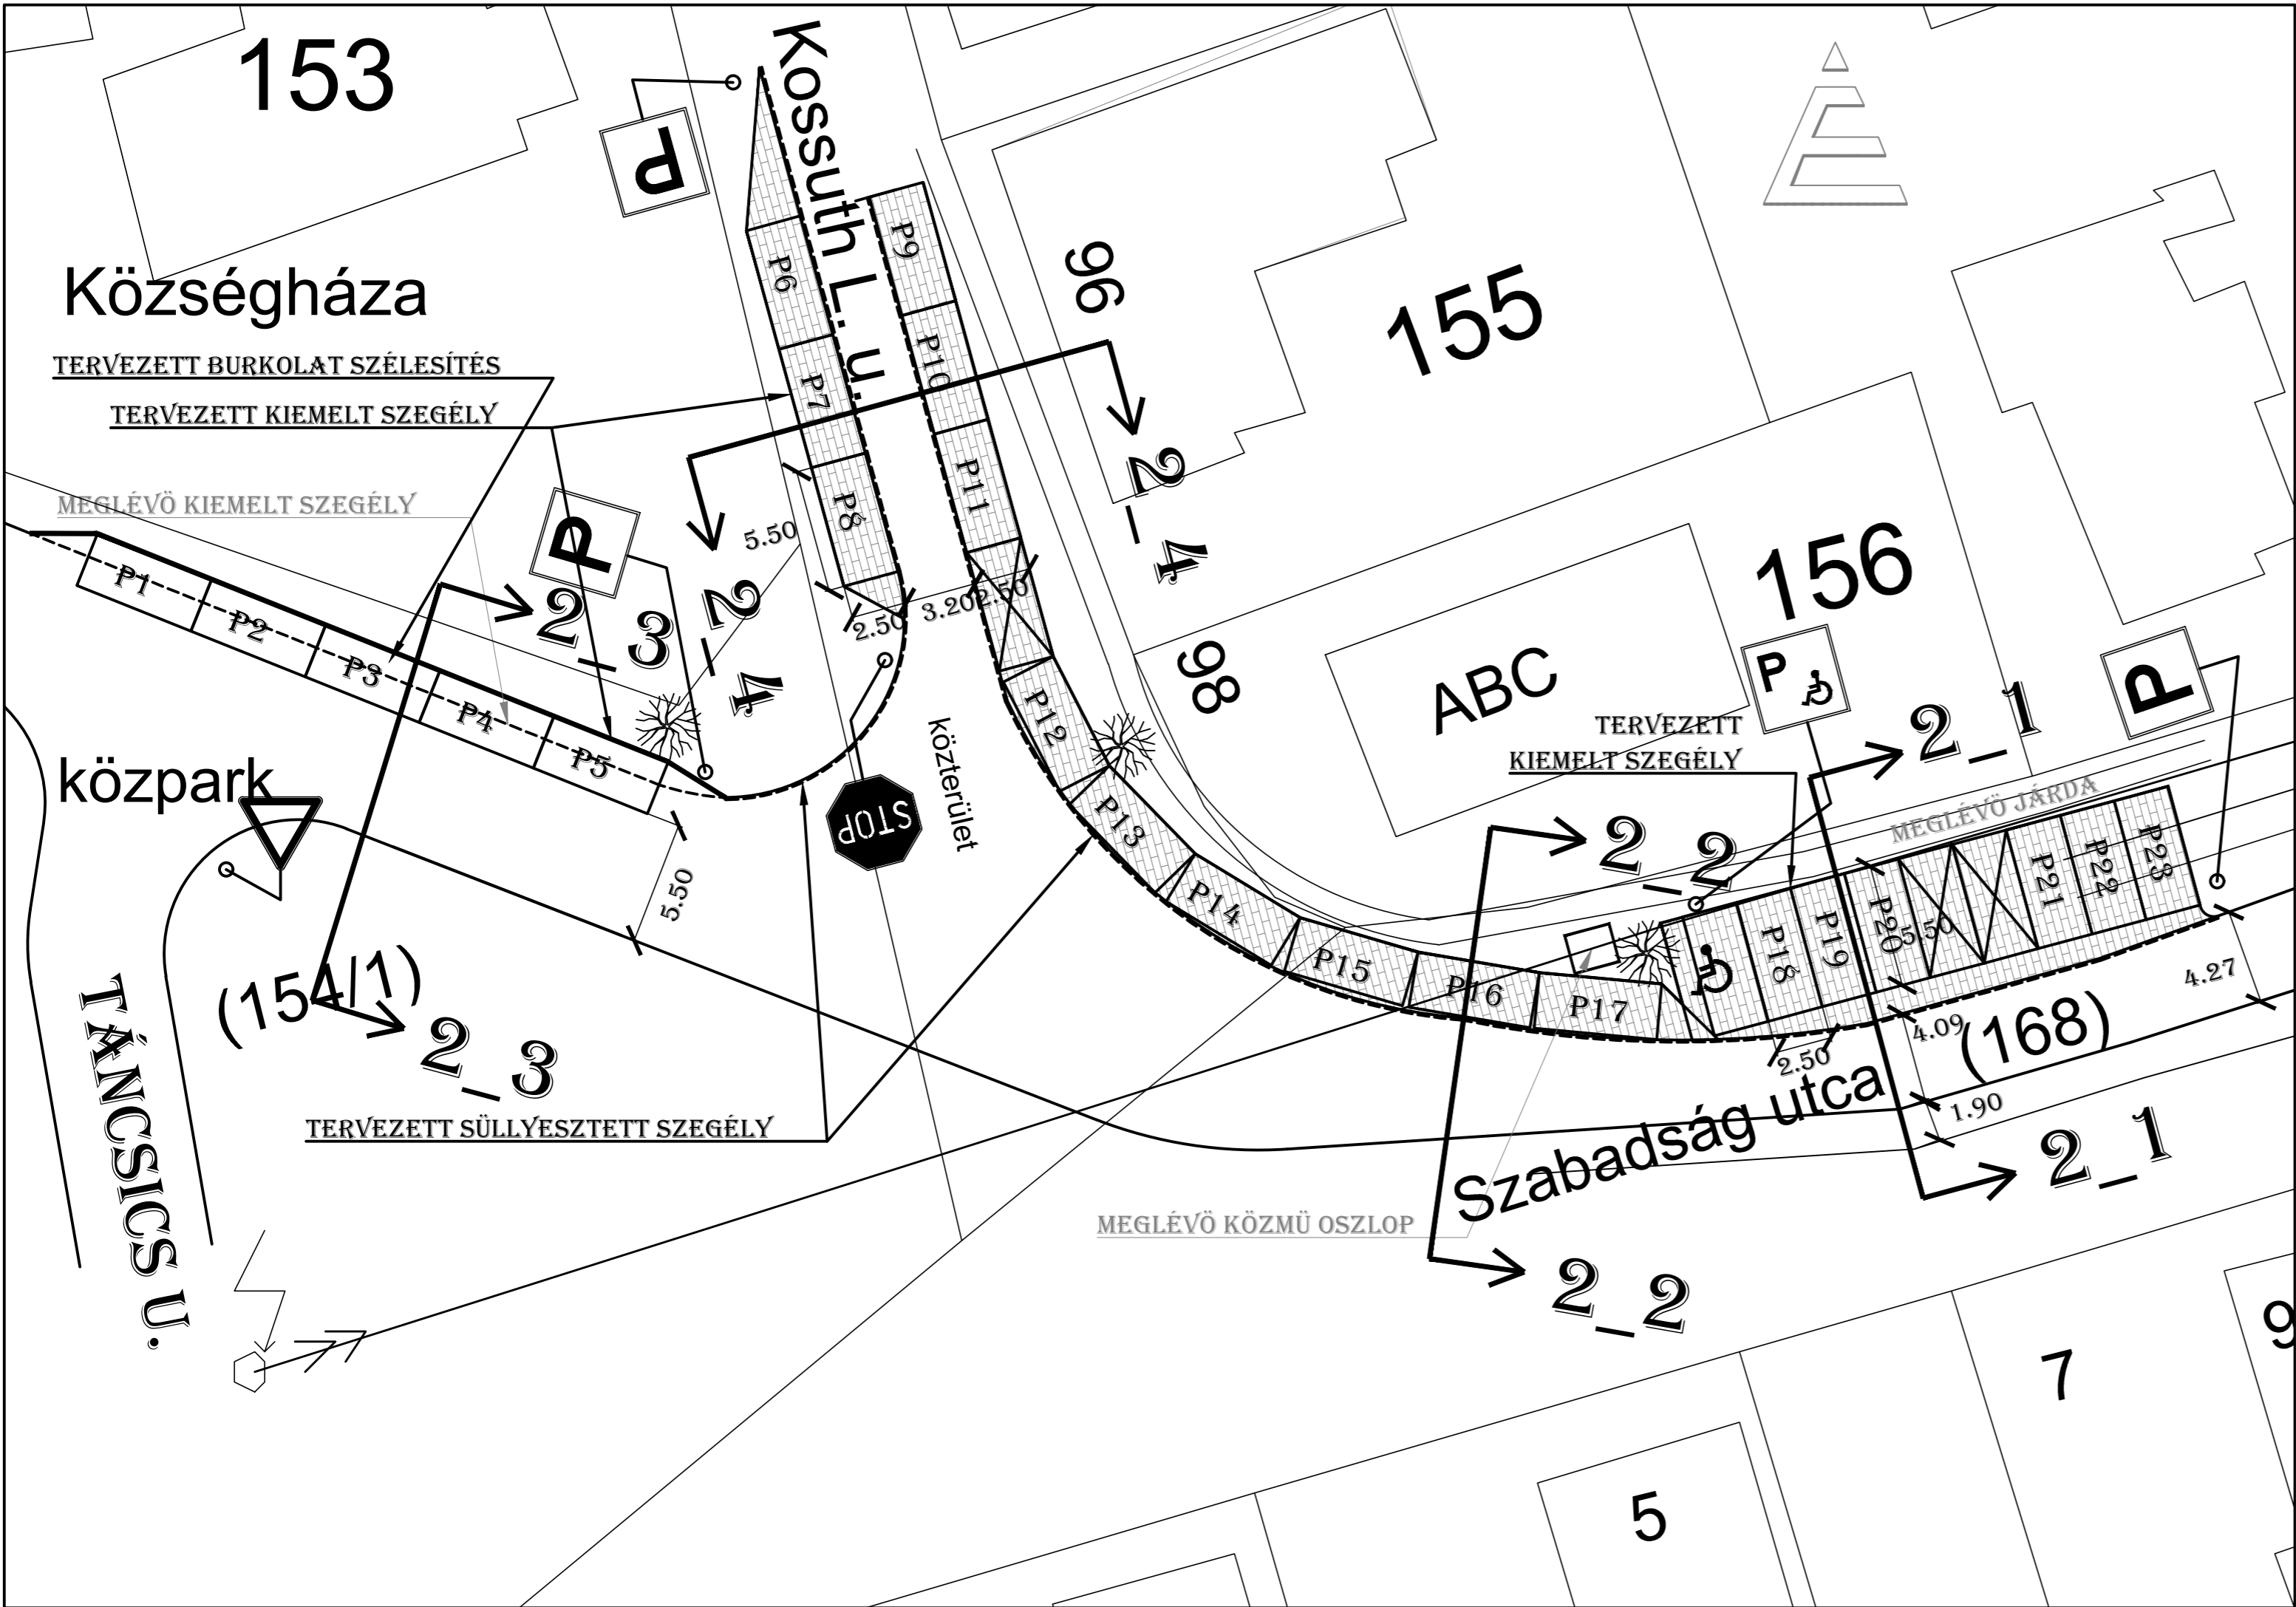 153
Kossuth L. u.
P
Községháza
TERVEZETT BURKOLAT SZÉLESÍTÉS
TERVEZETT KIEMELT SZEGÉLY
MEGLÉVÖ KIEMELT SZEGÉLY
P6
P7
P8
P9
P10
P11
96
155
2_4
2_4
5.50
2.50
3.20
2.50
P
P1
P2
P3
P4
P5
2_3
közpark
5.50
STOP
közterület
P12
P13
P14
P15
P16
P17
98
ABC
156
P
P
TERVEZETT
KIEMELT SZEGÉLY
2_1
2_2
MEGLÉVÖ JÁRDA
P18
P19
P20
5.50
P21
P22
P23
4.27
4.09
2.50
1.90
(168)
(154/1)
2_3
TÁNCSICS U.
TERVEZETT SÜLLYESZTETT SZEGÉLY
Szabadság utca
2_1
MEGLÉVÖ KÖZMÜ OSZLOP
2_2
5
7
9